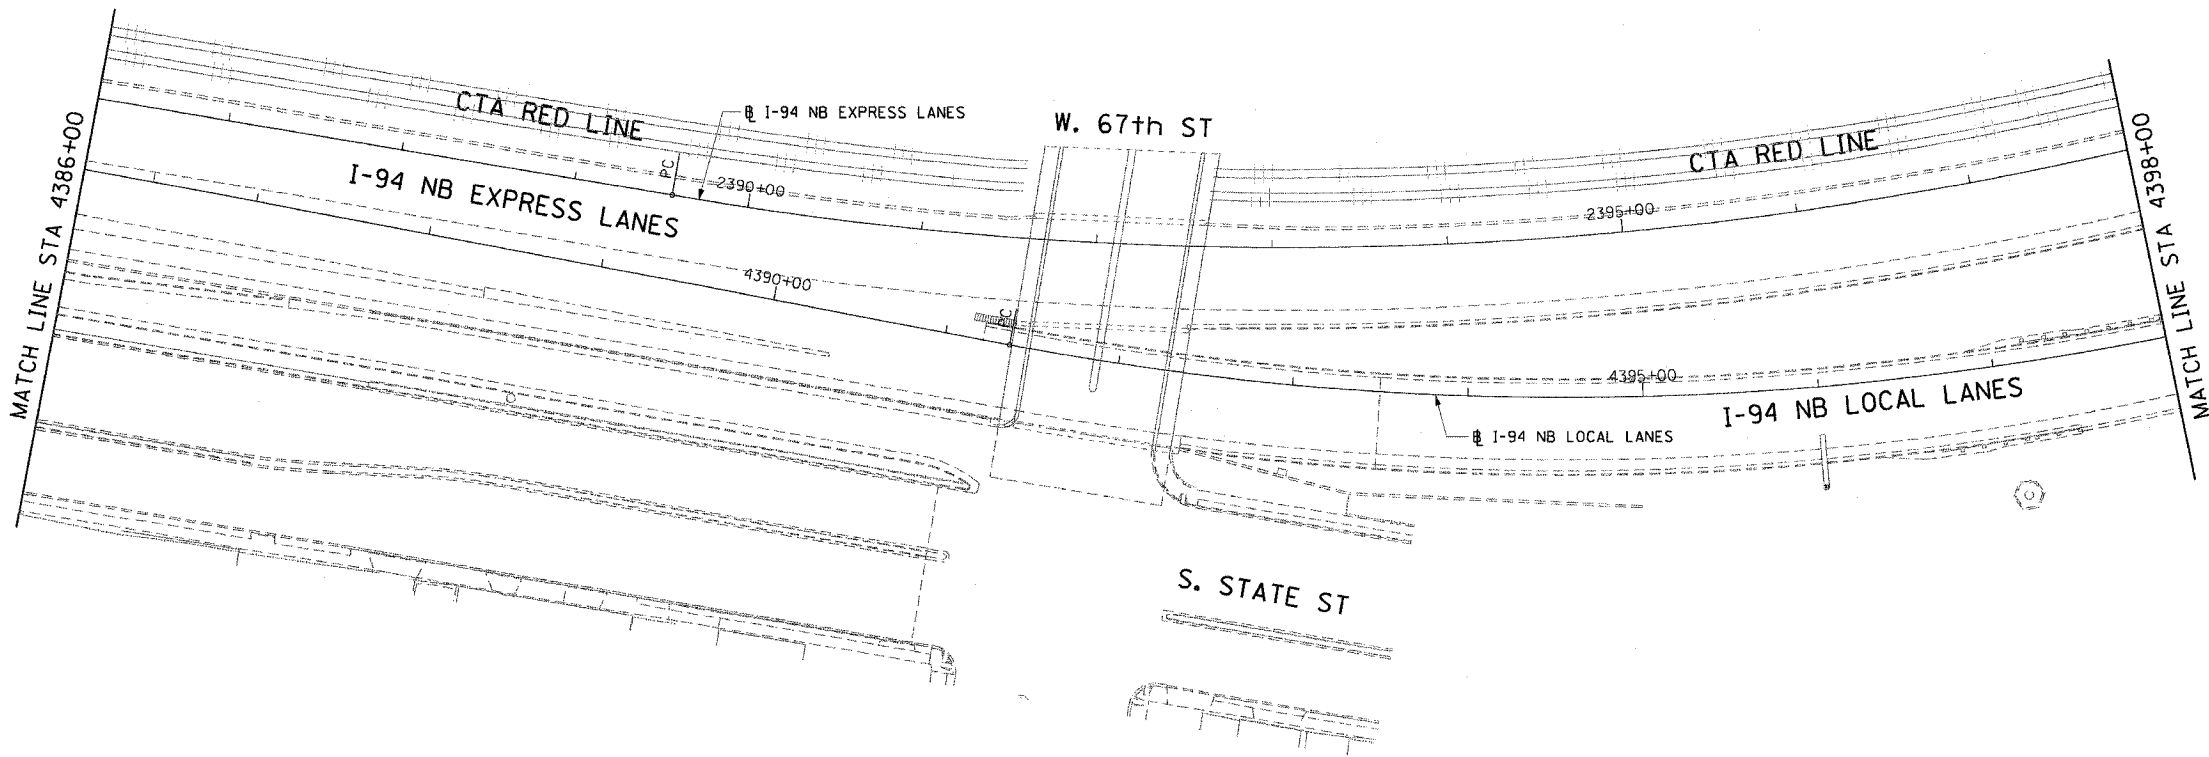 MATCH LINE STA 4386+00
CTA RED LINE
℄ I-94 NB EXPRESS LANES
W. 67th ST
CTA RED LINE
MATCH LINE STA 4398+00
PC
2390+00
2395+00
I-94 NB EXPRESS LANES
4390+00
PC
4395+00
I-94 NB LOCAL LANES
℄ I-94 NB LOCAL LANES
S. STATE ST